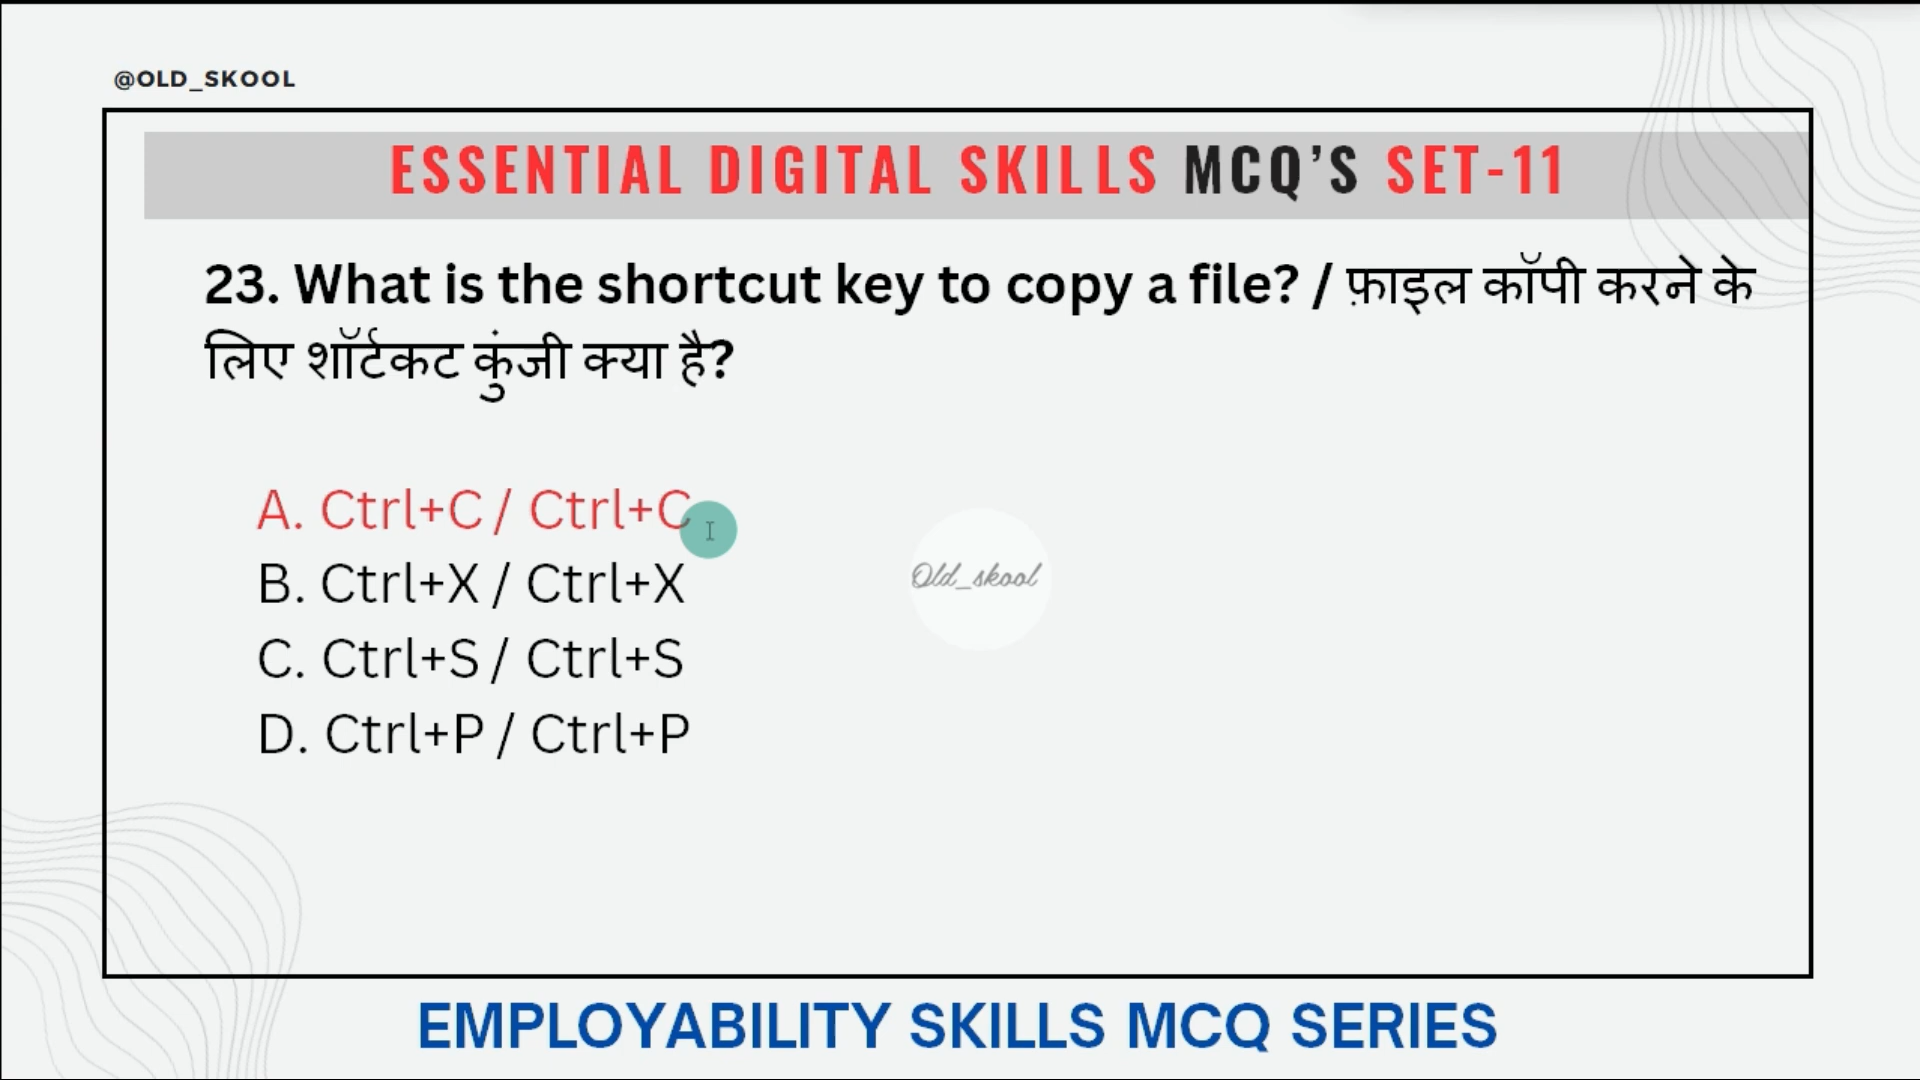 @OLD_SKOOL
ESSENTIAL DIGITAL SKILLS MCQ'S SET-11
23. What is the shortcut key to copy a file? / फ़ाइल कॉपी करने के
लिए शॉर्टकट कुंजी क्या है?
A. Ctrl+C / Ctrl+C
B. Ctrl+X / Ctrl+X
Old_skool
C. Ctrl+S / Ctrl+S
D. Ctrl+P / Ctrl+P
EMPLOYABILITY SKILLS MCQ SERIES